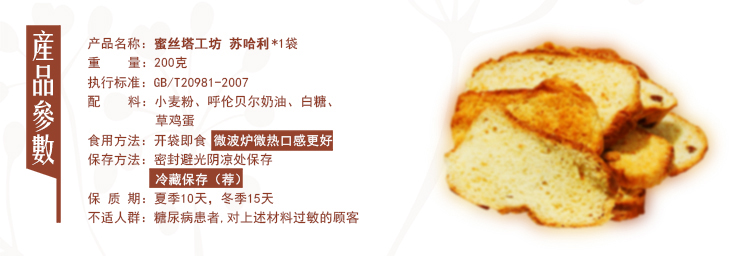 産品參數
产品名称：蜜丝塔工坊 苏哈利*1袋
重 量：200克
执行标准：GB/T20981-2007
配 料：小麦粉、呼伦贝尔奶油、白糖、
草鸡蛋
食用方法：开袋即食 微波炉微热口感更好
保存方法：密封避光阴凉处保存
冷藏保存（荐）
保 质 期：夏季10天，冬季15天
不适人群：糖尿病患者,对上述材料过敏的顾客